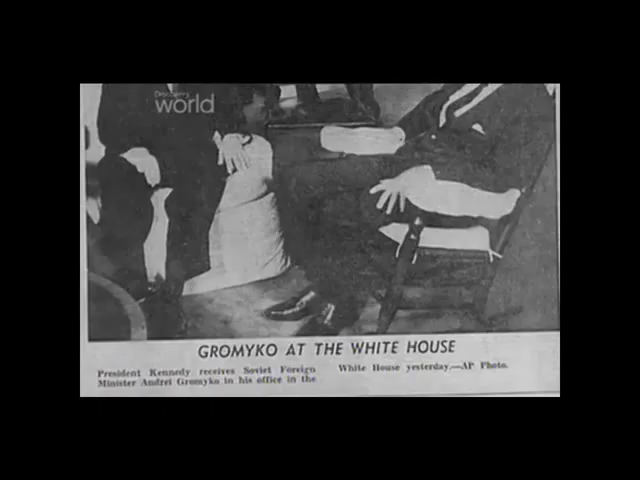 Discovery
world
GROMYKO AT THE WHITE HOUSE
President Kennedy receives Soviet Foreign
Minister Andrei Gromyko in his office in the
White House yesterday.—AP Photo.